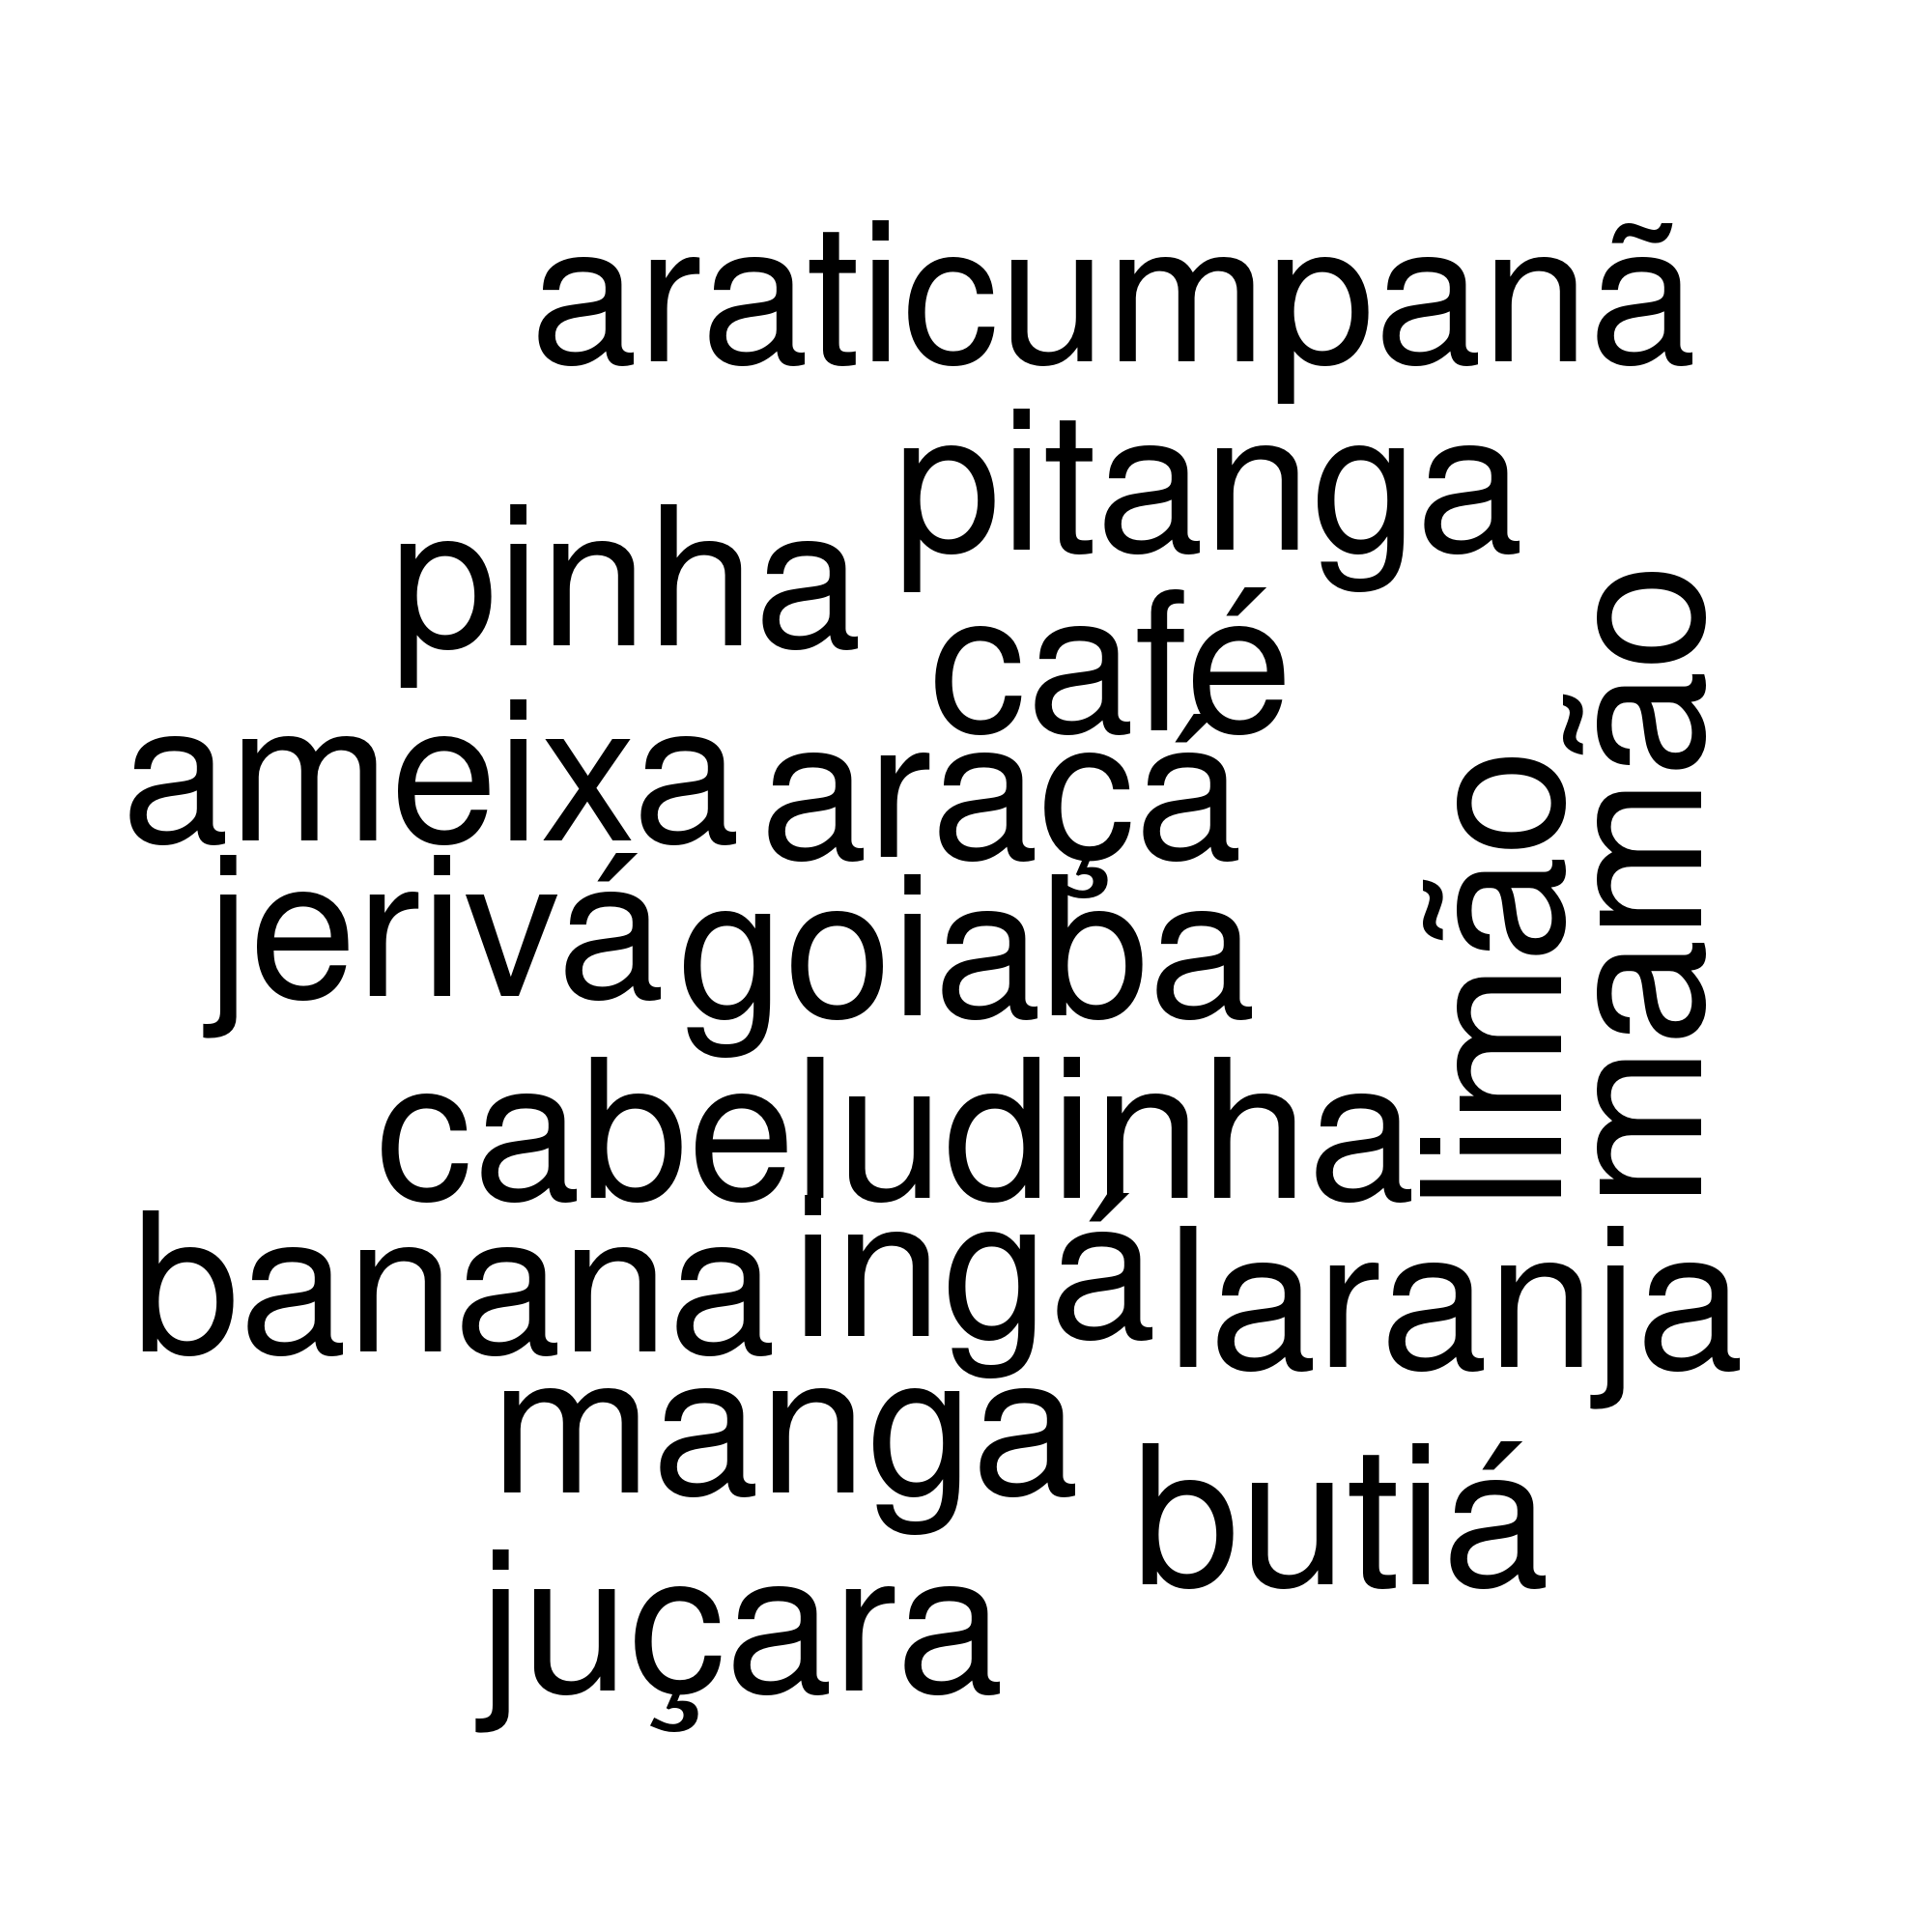 araticumpanã
pitanga
pinha
café
ameixa
araçá
jerivá
goiaba
limão
mamão
cabeludinha
banana
ingá
laranja
manga
butiá
juçara